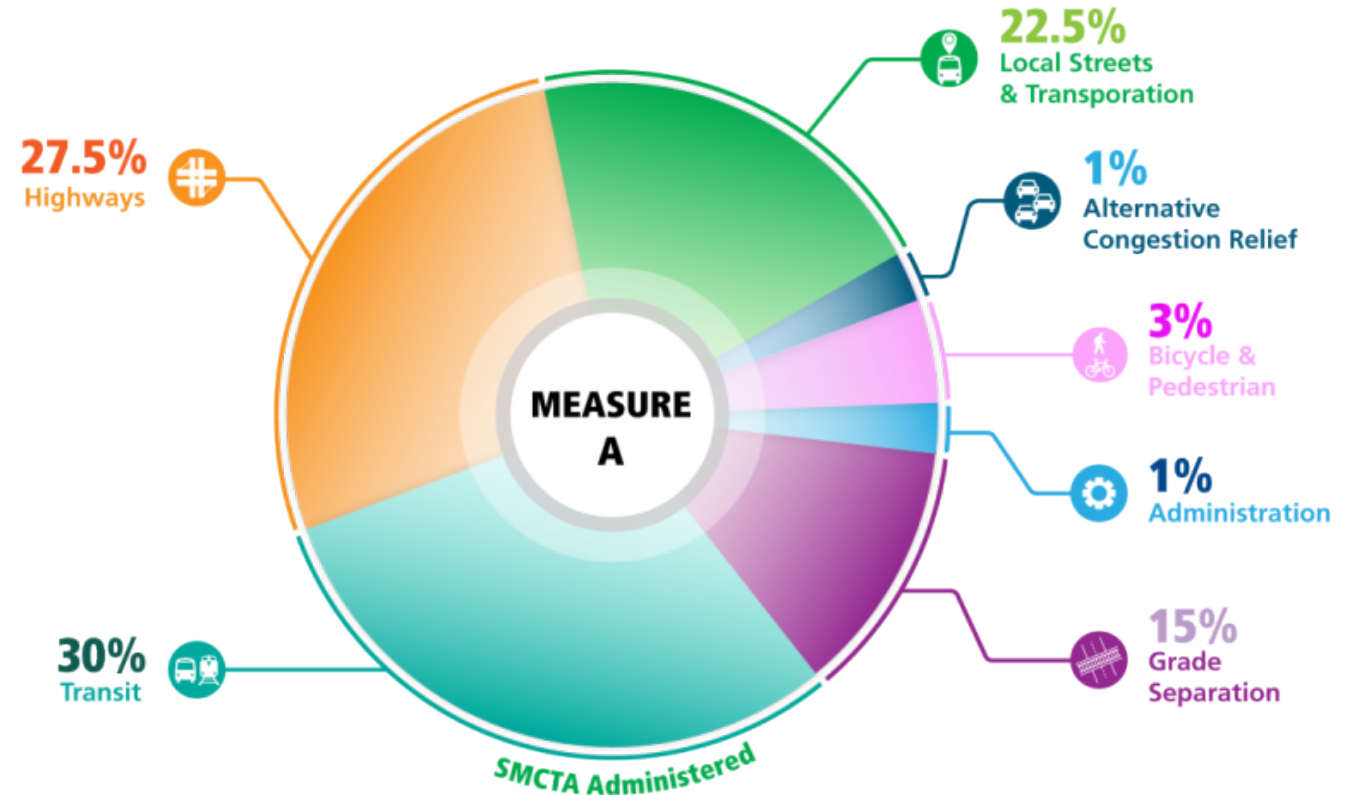 22.5%
Local Streets
& Transporation
27.5%
Highways
1%
Alternative
Congestion Relief
3%
Bicycle &
Pedestrian
MEASURE
A
1%
Administration
15%
Grade
Separation
30%
Transit
SMCTA Administered